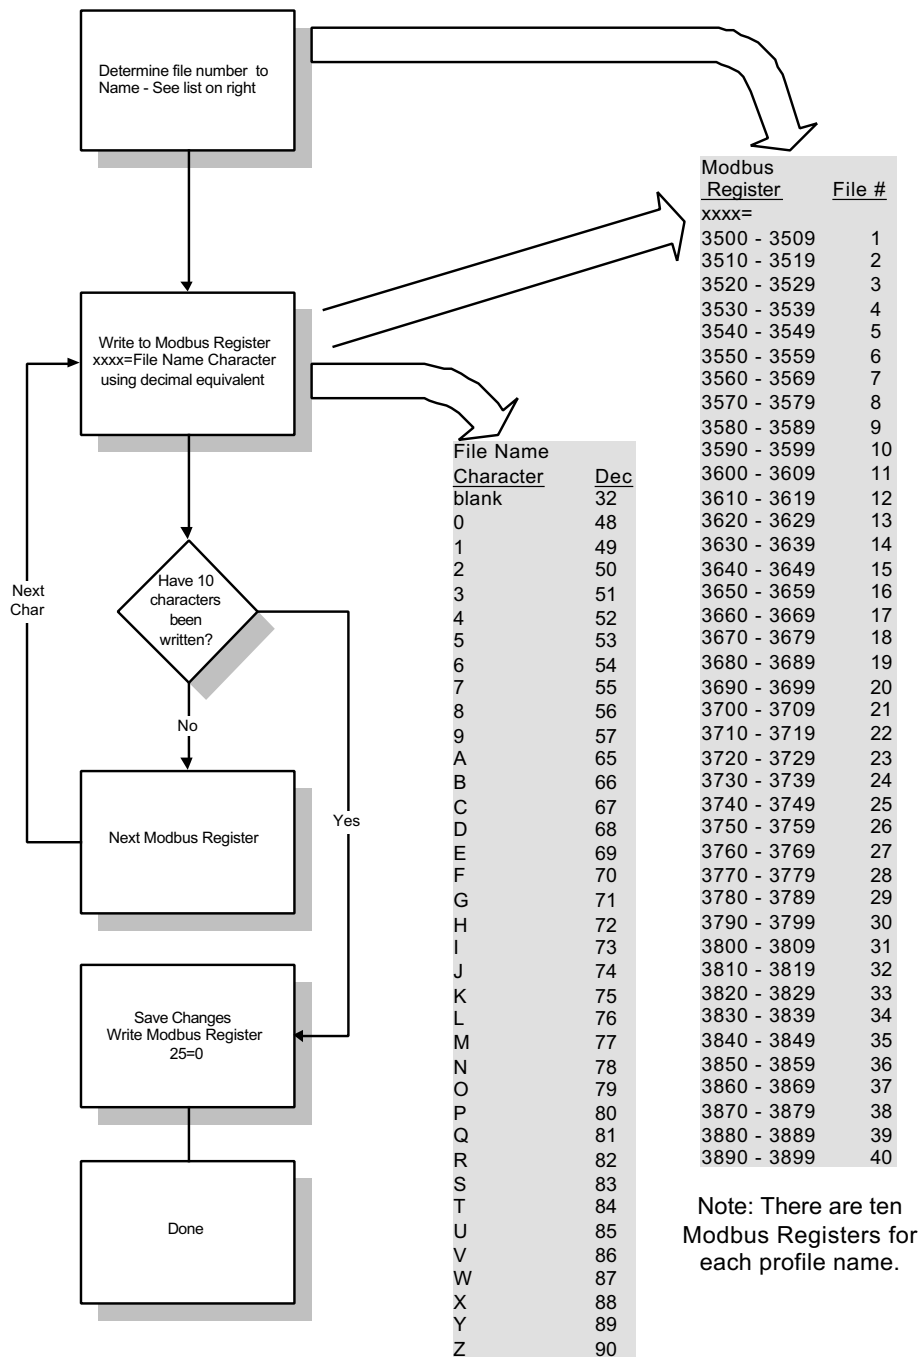 Determine file number to
Name - See list on right
Write to Modbus Register
xxxx=File Name Character
using decimal equivalent
Have 10
characters
been
written?
No
Next
Char
Yes
Next Modbus Register
Save Changes
Write Modbus Register
25=0
Done
File Name
Character Dec
blank 32
0 48
1 49
2 50
3 51
4 52
5 53
6 54
7 55
8 56
9 57
A 65
B 66
C 67
D 68
E 69
F 70
G 71
H 72
I 73
J 74
K 75
L 76
M 77
N 78
O 79
P 80
Q 81
R 82
S 83
T 84
U 85
V 86
W 87
X 88
Y 89
Z 90
Modbus
Register File #
xxxx=
3500 - 3509 1
3510 - 3519 2
3520 - 3529 3
3530 - 3539 4
3540 - 3549 5
3550 - 3559 6
3560 - 3569 7
3570 - 3579 8
3580 - 3589 9
3590 - 3599 10
3600 - 3609 11
3610 - 3619 12
3620 - 3629 13
3630 - 3639 14
3640 - 3649 15
3650 - 3659 16
3660 - 3669 17
3670 - 3679 18
3680 - 3689 19
3690 - 3699 20
3700 - 3709 21
3710 - 3719 22
3720 - 3729 23
3730 - 3739 24
3740 - 3749 25
3750 - 3759 26
3760 - 3769 27
3770 - 3779 28
3780 - 3789 29
3790 - 3799 30
3800 - 3809 31
3810 - 3819 32
3820 - 3829 33
3830 - 3839 34
3840 - 3849 35
3850 - 3859 36
3860 - 3869 37
3870 - 3879 38
3880 - 3889 39
3890 - 3899 40
Note: There are ten
Modbus Registers for
each profile name.